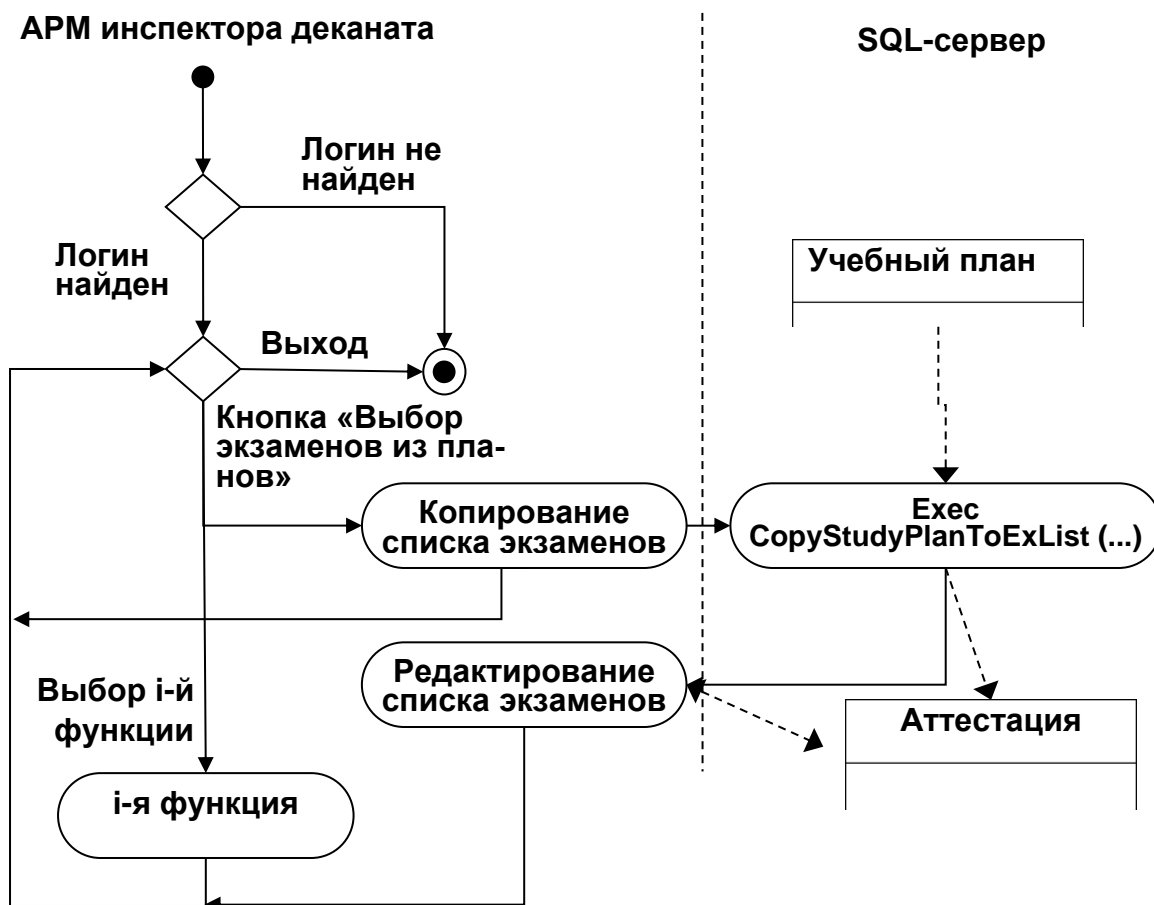 АРМ инспектора деканата
SQL-сервер
Логин не
найден
Логин
найден
Учебный план
Выход
Кнопка «Выбор
экзаменов из пла-
нов»
Копирование
списка экзаменов
Exec
CopyStudyPlanToExList (...)
Редактирование
списка экзаменов
Выбор i-й
функции
Аттестация
i-я функция